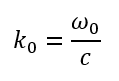 k₀ = ω₀/c